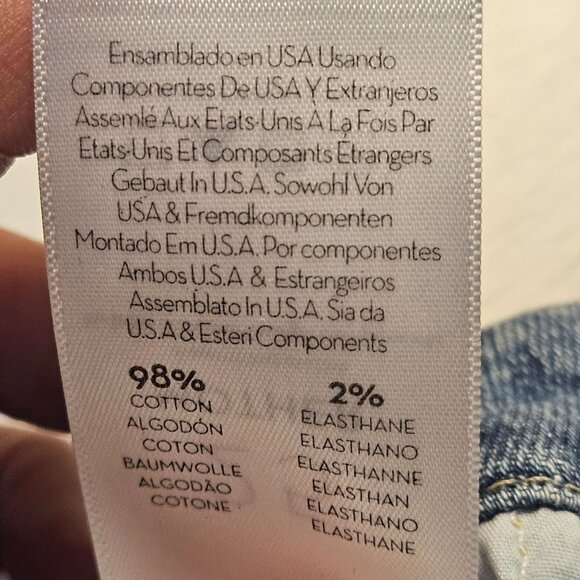 Ensamblado en USA Usando
Componentes De USA Y Extranjeros
Assemlé Aux Etats-Unis À La Fois Par
Etats-Unis Et Composants Étrangers
Gebaut In U.S.A. Sowohl Von
USA & Fremdkomponenten
Montado Em U.S.A. Por componentes
Ambos U.S.A & Estrangeiros
Assemblato In U.S.A. Sia da
U.S.A & Esteri Components
98%
COTTON
ALGODÓN
COTON
BAUMWOLLE
ALGODÃO
COTONE
2%
ELASTHANE
ELASTHANO
ELASTHANNE
ELASTHAN
ELASTHANO
ELASTHANE